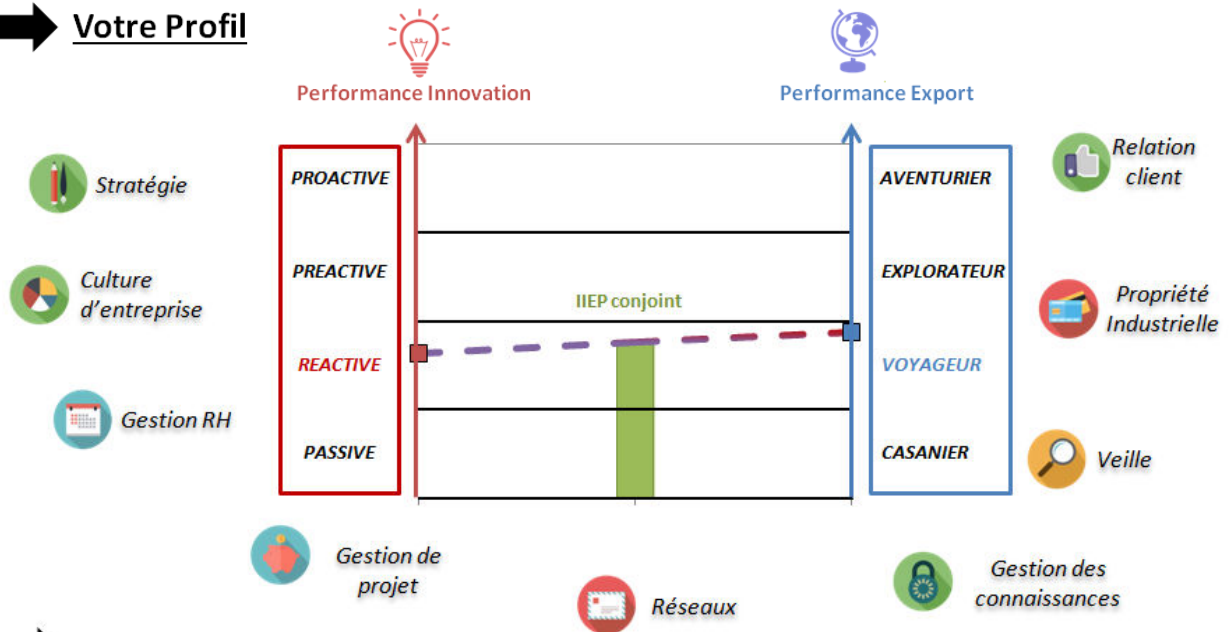 Votre Profil
Performance Innovation
Performance Export
Stratégie
Culture
d'entreprise
Gestion RH
PROACTIVE
PREACTIVE
REACTIVE
PASSIVE
IIEP conjoint
AVENTURIER
EXPLORATEUR
VOYAGEUR
CASANIER
Relation
client
Propriété
Industrielle
Veille
Gestion de
projet
Réseaux
Gestion des
connaissances